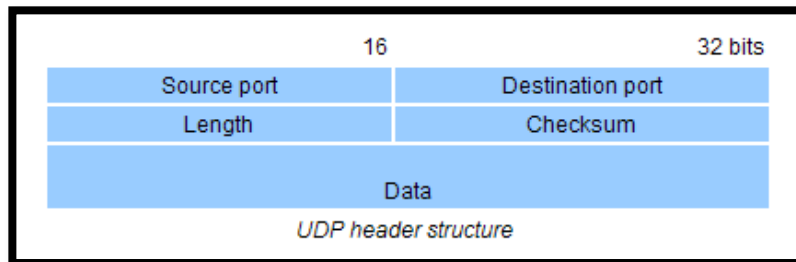 16 32 bits
Source port Destination port
Length Checksum
Data
UDP header structure